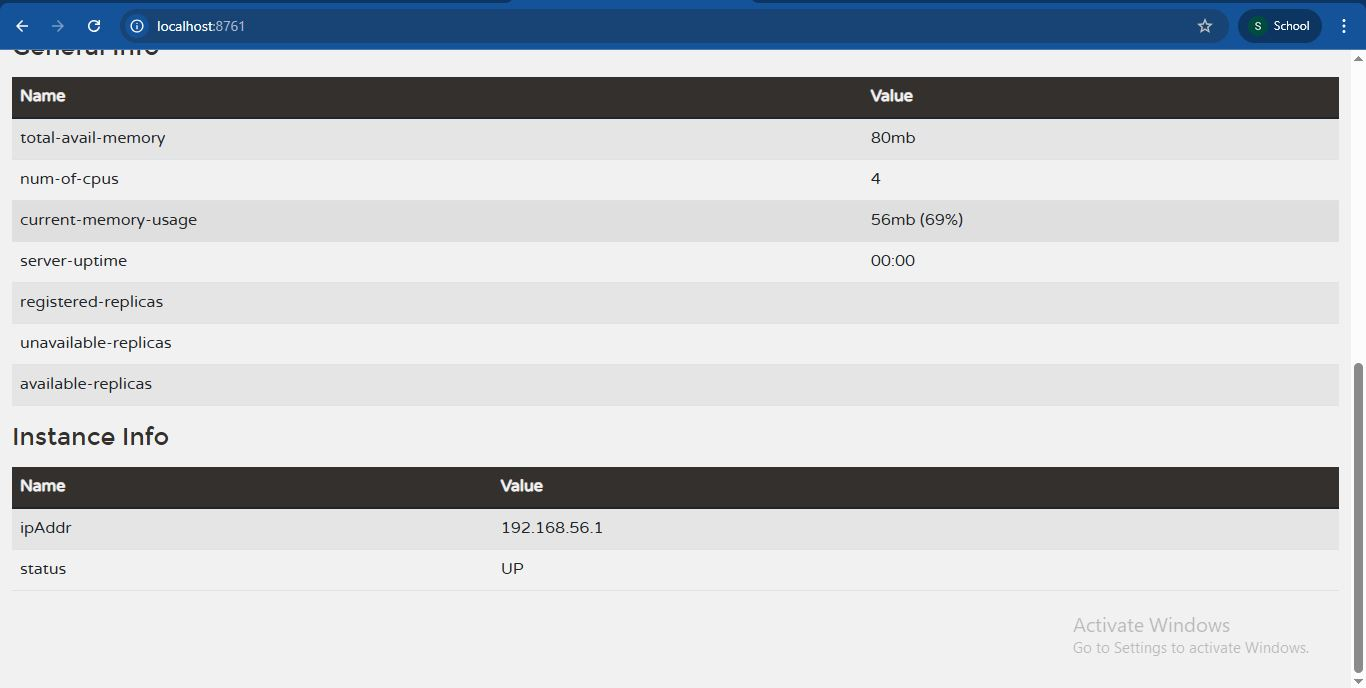 localhost:8761
S School
General Info
Name Value
total-avail-memory 80mb
num-of-cpus 4
current-memory-usage 56mb (69%)
server-uptime 00:00
registered-replicas
unavailable-replicas
available-replicas
Instance Info
Name Value
ipAddr 192.168.56.1
status UP
Activate Windows
Go to Settings to activate Windows.